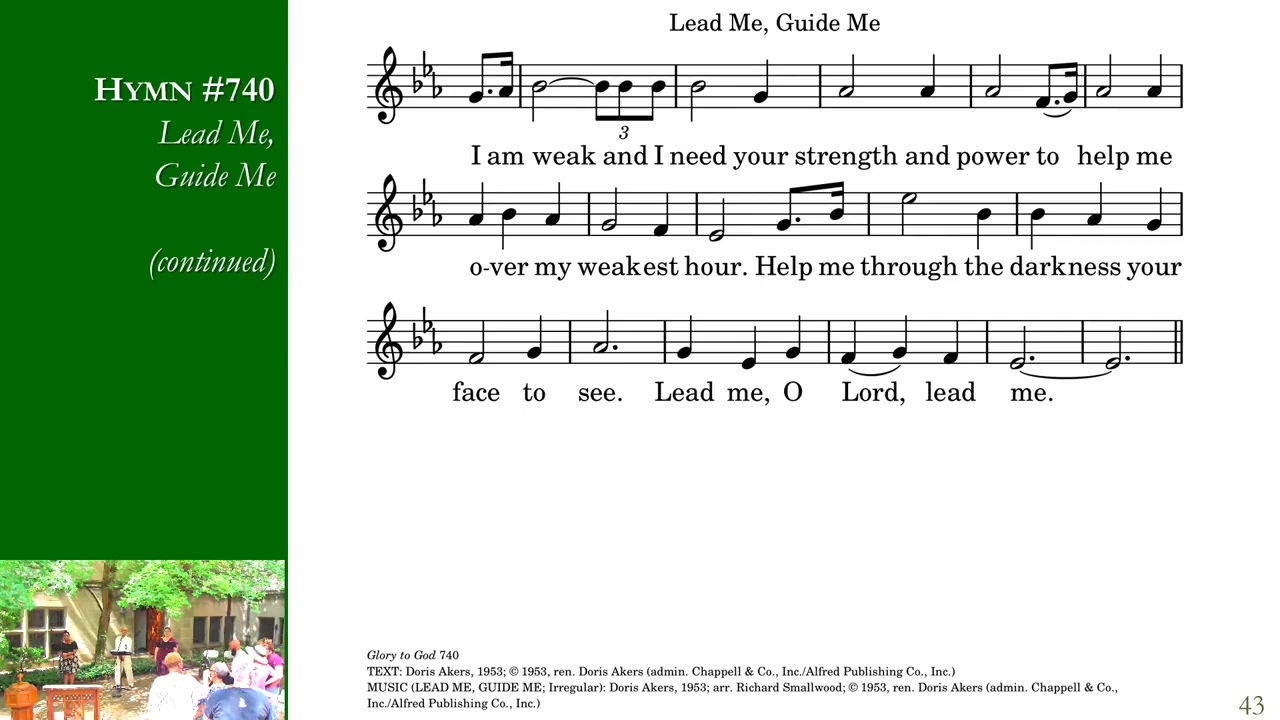 HYMN #740
Lead Me,
Guide Me
(continued)
Lead Me, Guide Me
3
I am weak and I need your strength and power to help me
o-ver my weakest hour. Help me through the darkness your
face to see. Lead me, O Lord, lead me.
Glory to God 740
TEXT: Doris Akers, 1953; © 1953, ren. Doris Akers (admin. Chappell & Co., Inc./Alfred Publishing Co., Inc.)
MUSIC (LEAD ME, GUIDE ME; Irregular): Doris Akers, 1953; arr. Richard Smallwood; © 1953, ren. Doris Akers (admin. Chappell & Co.,
Inc./Alfred Publishing Co., Inc.)
43